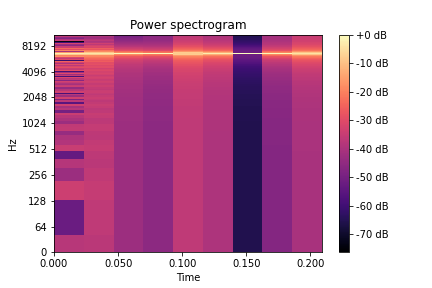 Power spectrogram
Hz
8192
4096
2048
1024
512
256
128
64
0
0.000 0.050 0.100 0.150 0.200
Time
+0 dB
-10 dB
-20 dB
-30 dB
-40 dB
-50 dB
-60 dB
-70 dB